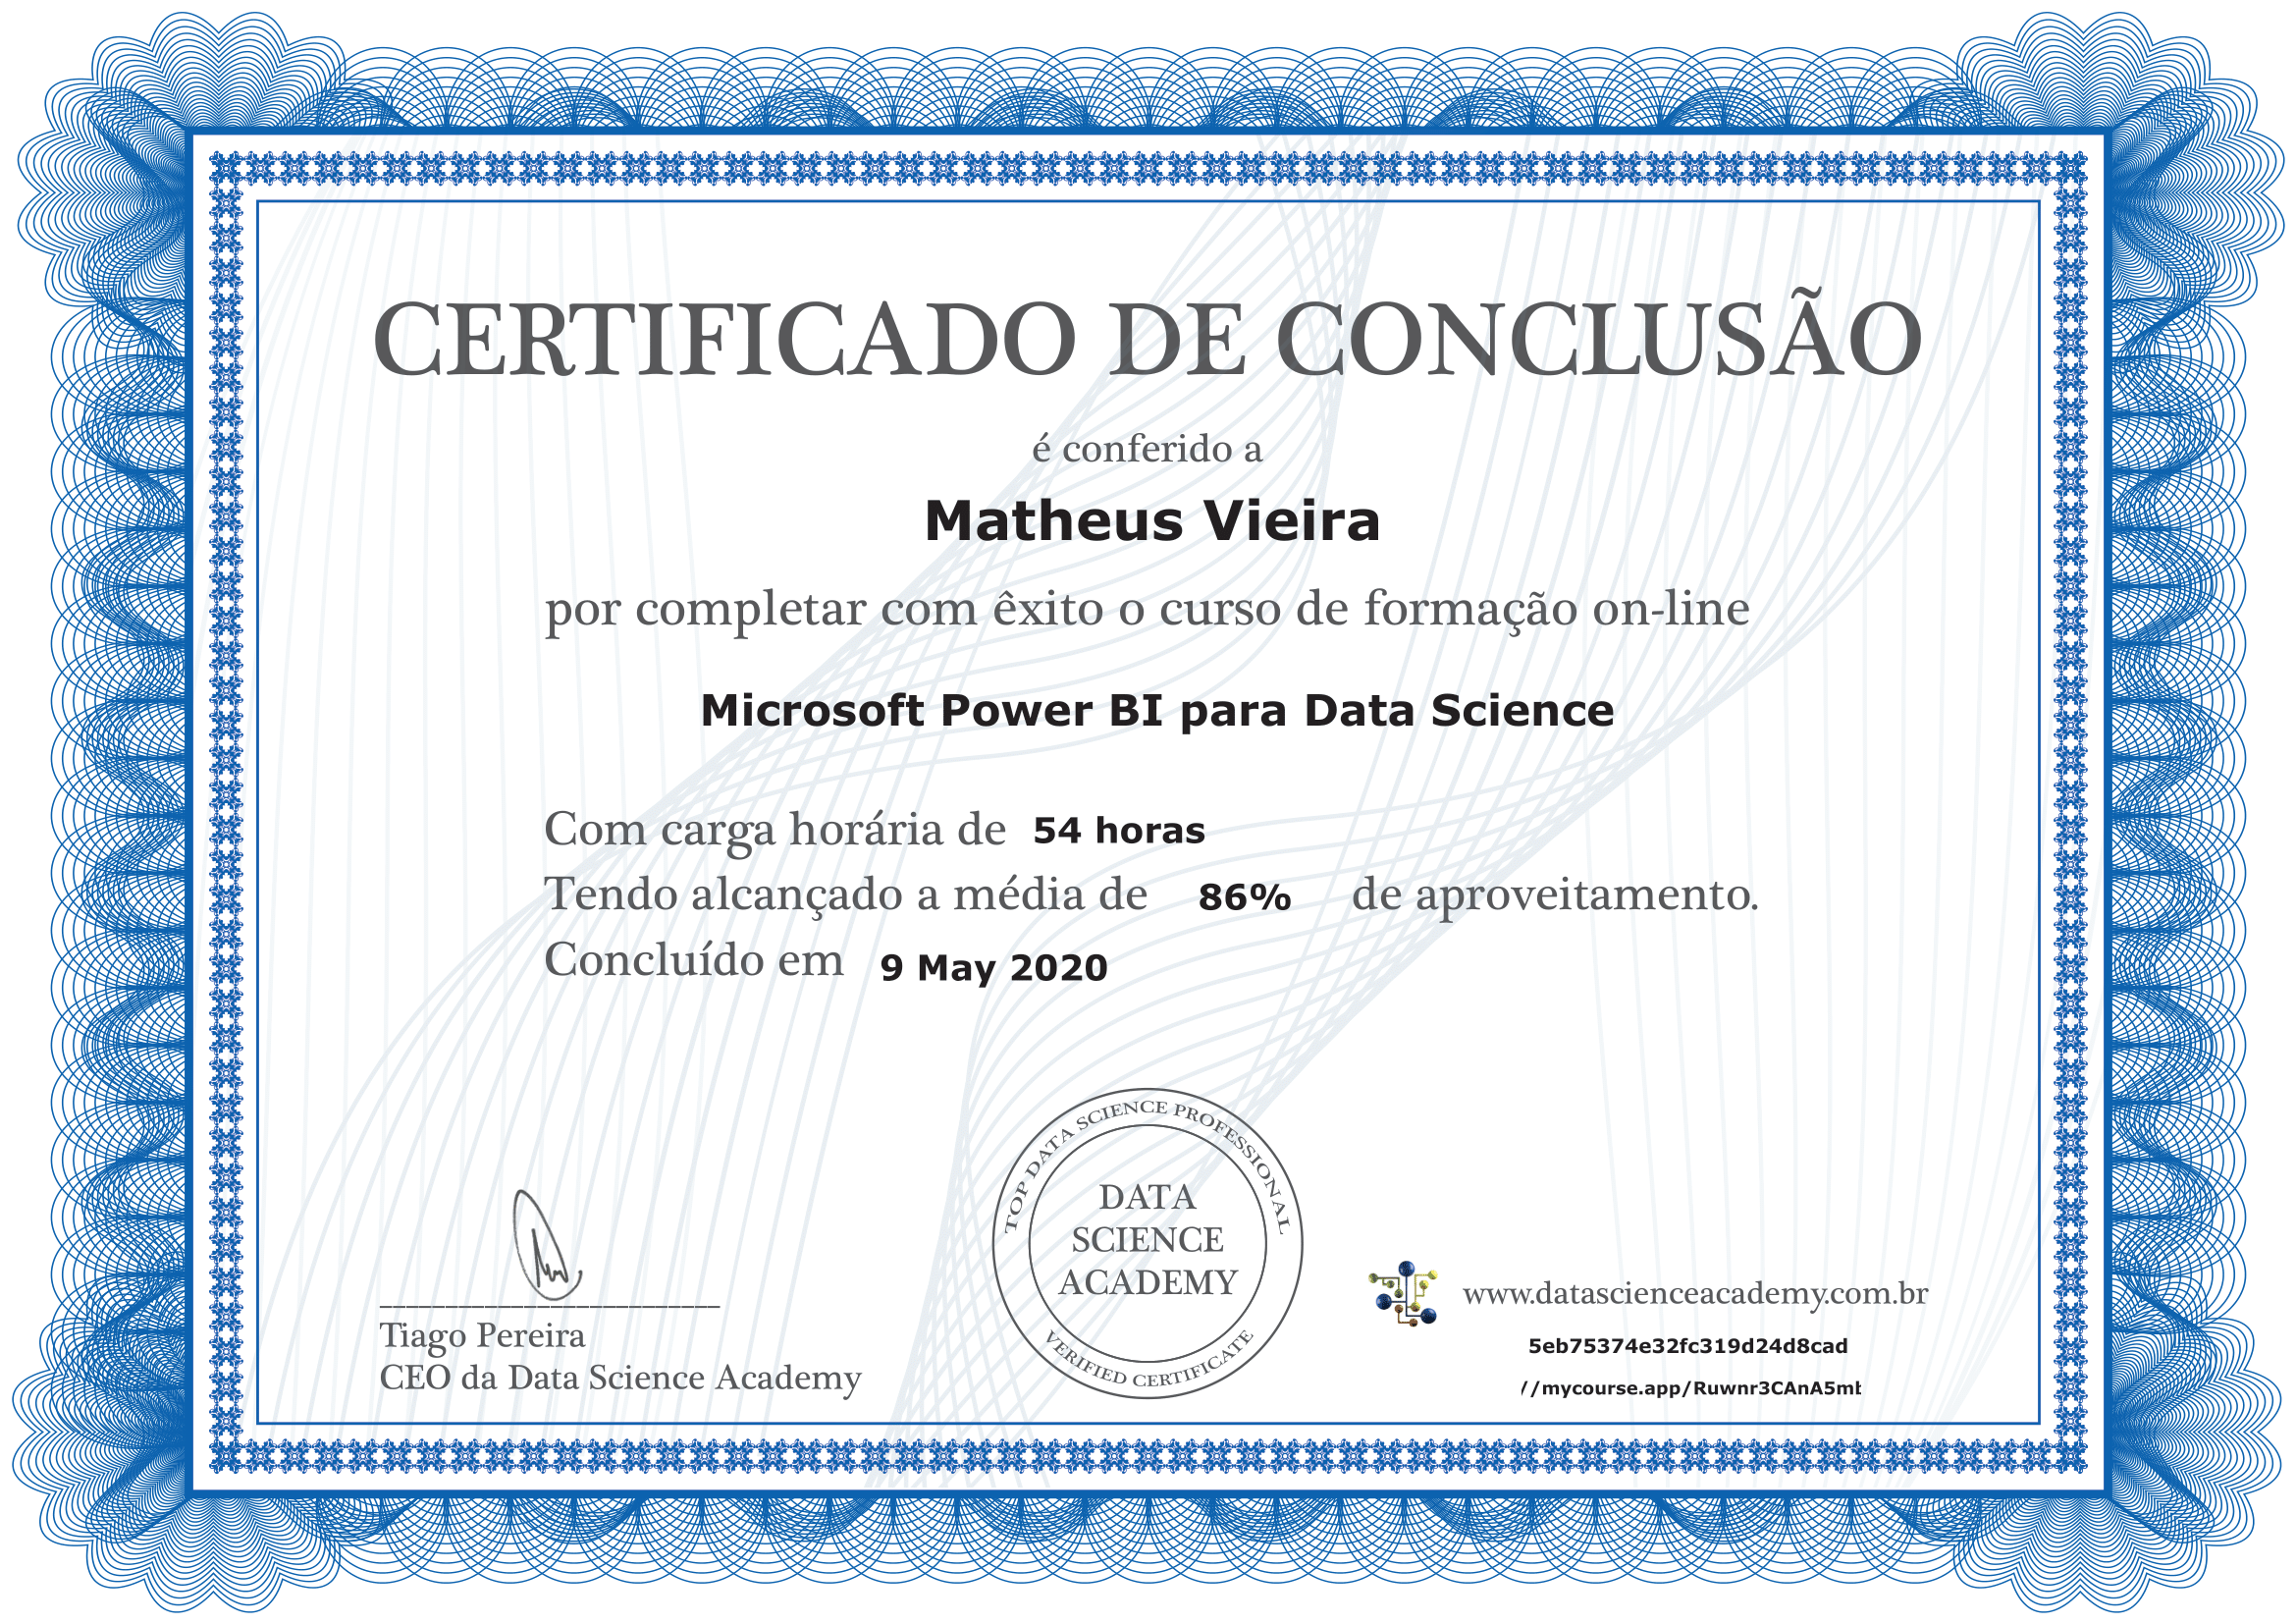 CERTIFICADO DE CONCLUSÃO
é conferido a
Matheus Vieira
por completar com êxito o curso de formação on-line
Microsoft Power BI para Data Science
Com carga horária de 54 horas
Tendo alcançado a média de 86% de aproveitamento.
Concluído em 9 May 2020
TOP DATA SCIENCE PROFESSIONAL
DATA
SCIENCE
ACADEMY
VERIFIED CERTIFICATE
Tiago Pereira
CEO da Data Science Academy
www.datascienceacademy.com.br
5eb75374e32fc319d24d8cad
//mycourse.app/Ruwnr3CAnA5m